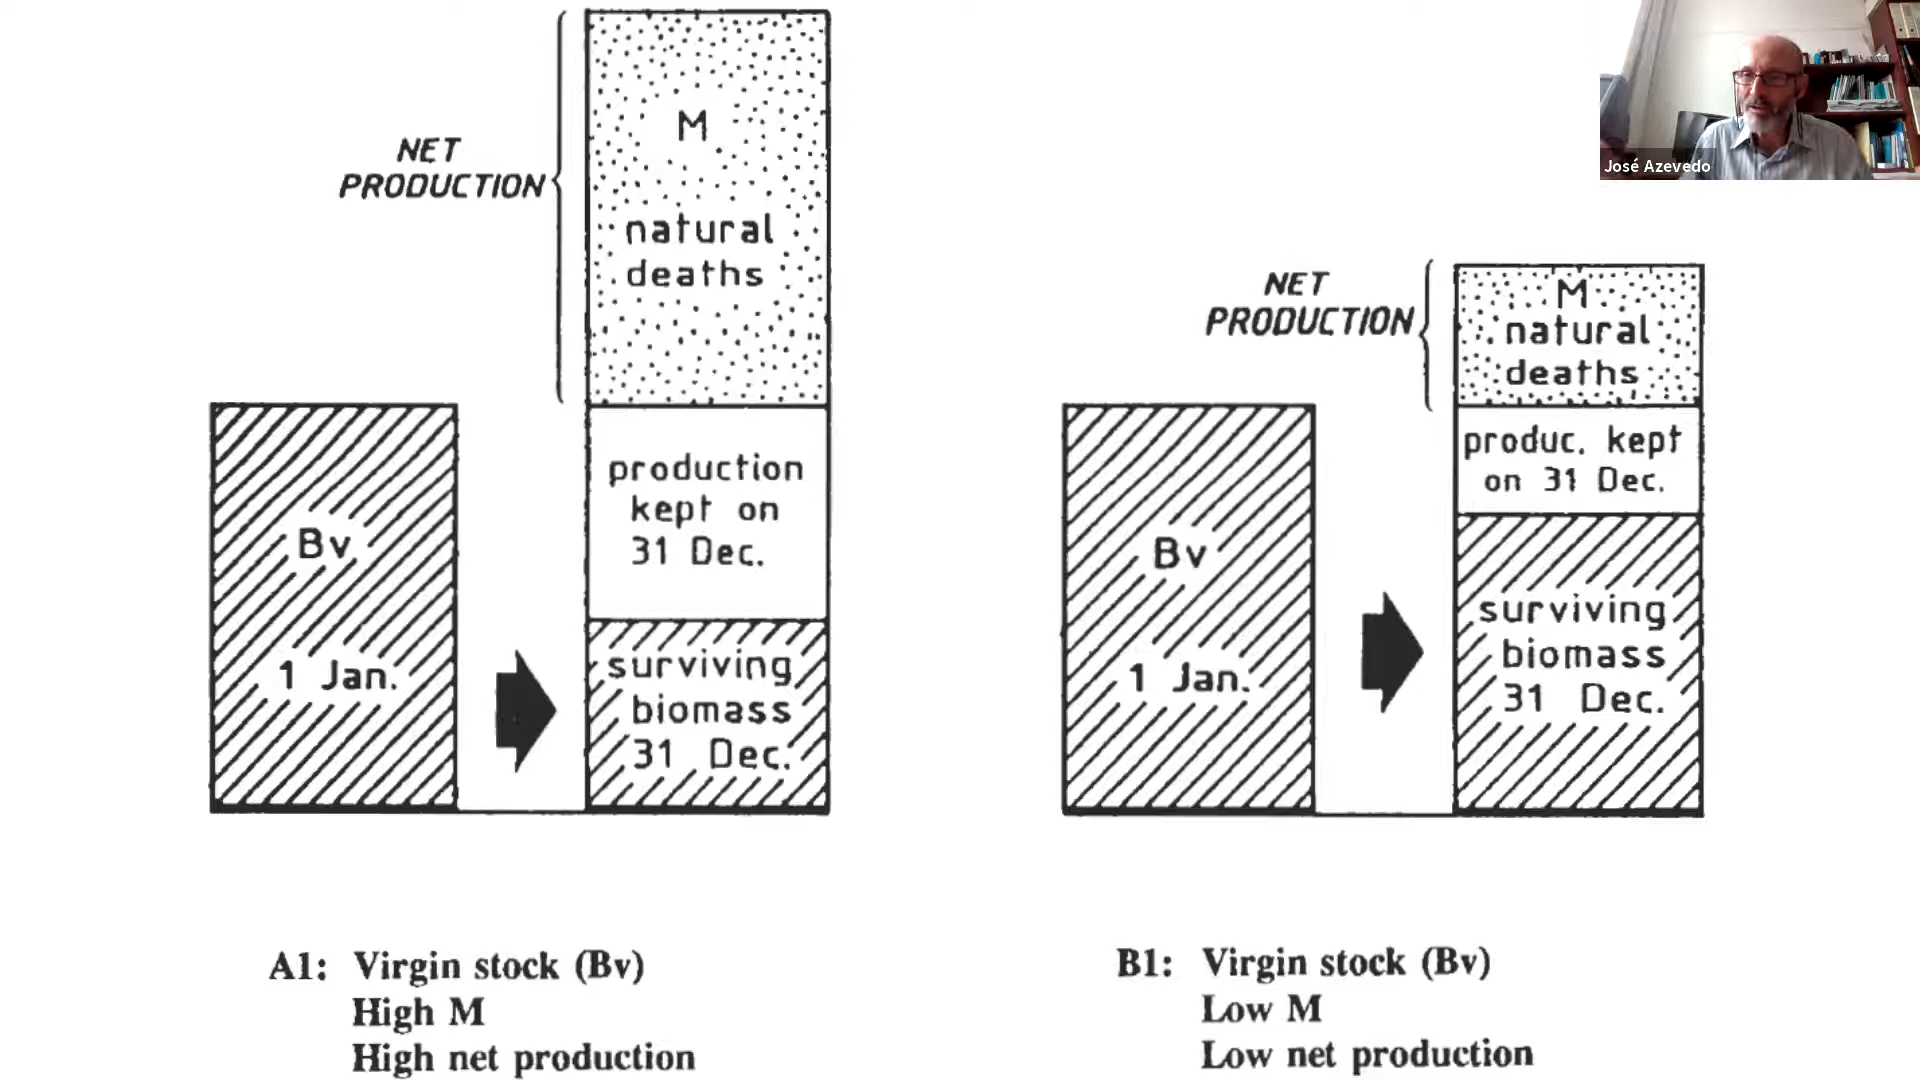 NET
PRODUCTION
M
natural
deaths
production
kept on
31 Dec.
surviving
biomass
31 Dec.
Bv
1 Jan.
A1: Virgin stock (Bv)
High M
High net production
NET
PRODUCTION
M
natural
deaths
produc. kept
on 31 Dec.
surviving
biomass
31 Dec.
Bv
1 Jan.
B1: Virgin stock (Bv)
Low M
Low net production
José Azevedo